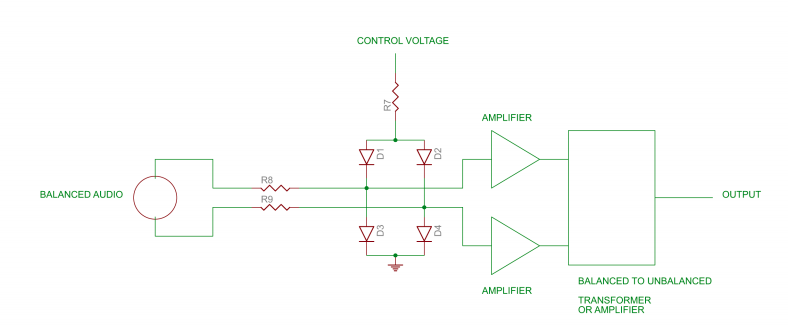 CONTROL VOLTAGE
R7
AMPLIFIER
D1
D2
R8
BALANCED AUDIO
OUTPUT
R9
D3
D4
BALANCED TO UNBALANCED
AMPLIFIER
TRANSFORMER
OR AMPLIFIER